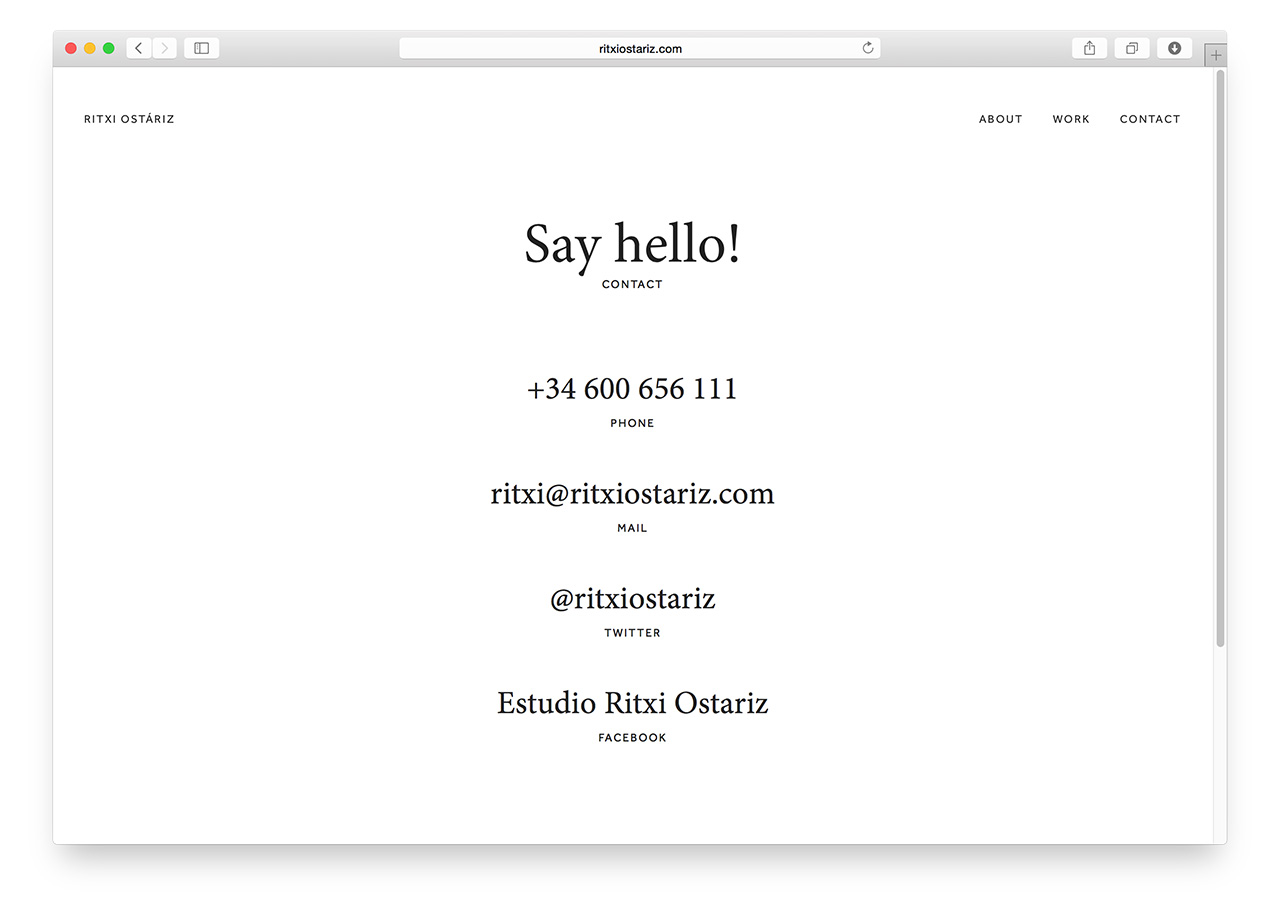 ritxiostariz.com
RITXI OSTÁRIZ ABOUT WORK CONTACT
Say hello!
CONTACT
+34 600 656 111
PHONE
ritxi@ritxiostariz.com
MAIL
@ritxiostariz
TWITTER
Estudio Ritxi Ostariz
FACEBOOK